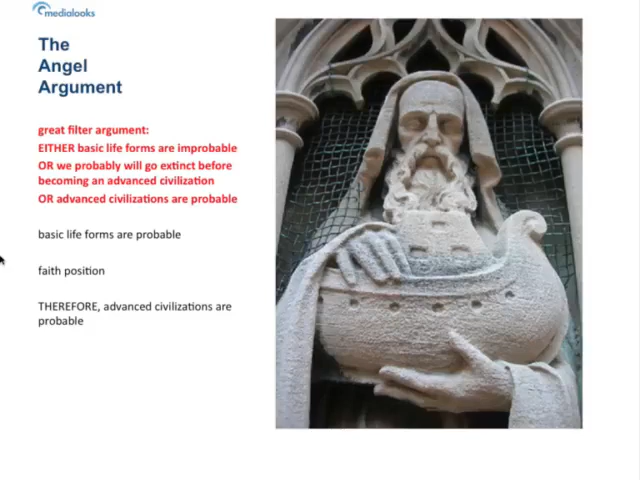 medialooks
The
Angel
Argument
great filter argument:
EITHER basic life forms are improbable
OR we probably will go extinct before
becoming an advanced civilization
OR advanced civilizations are probable
basic life forms are probable
faith position
THEREFORE, advanced civilizations are
probable